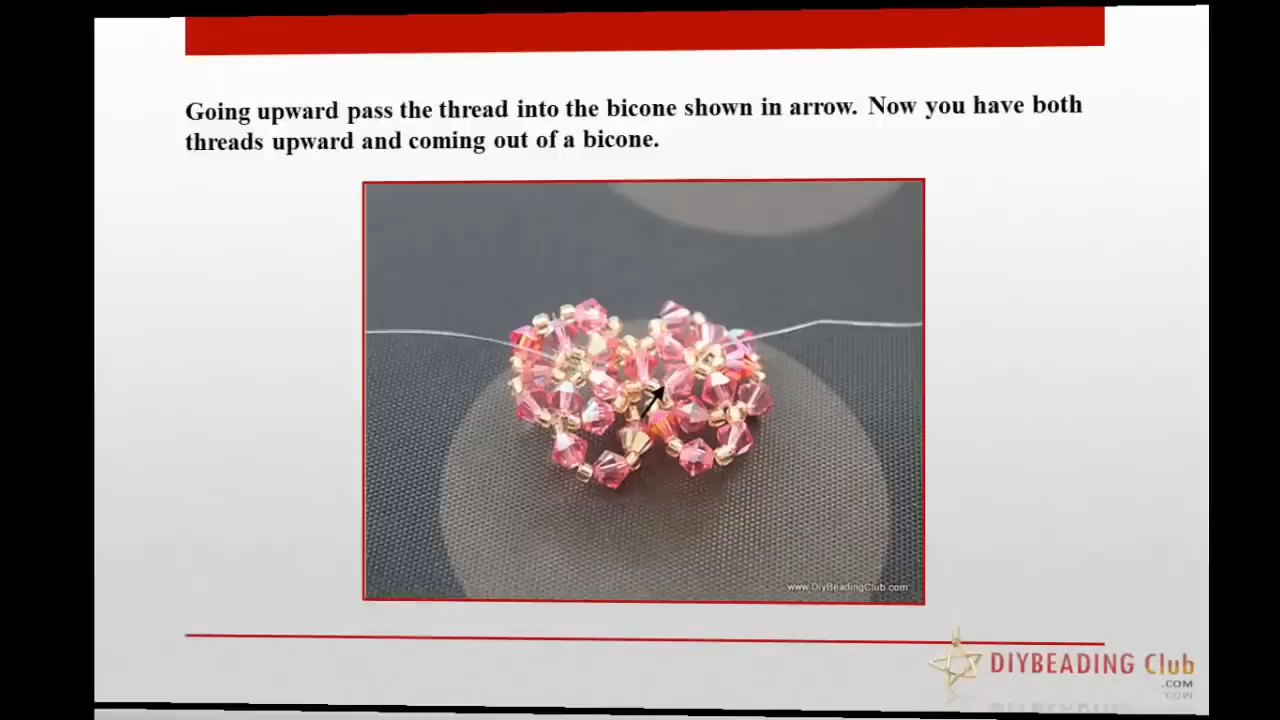 Going upward pass the thread into the bicone shown in arrow. Now you have both
threads upward and coming out of a bicone.
www.DiyBeadingClub.com
DIYBEADING Club
.COM